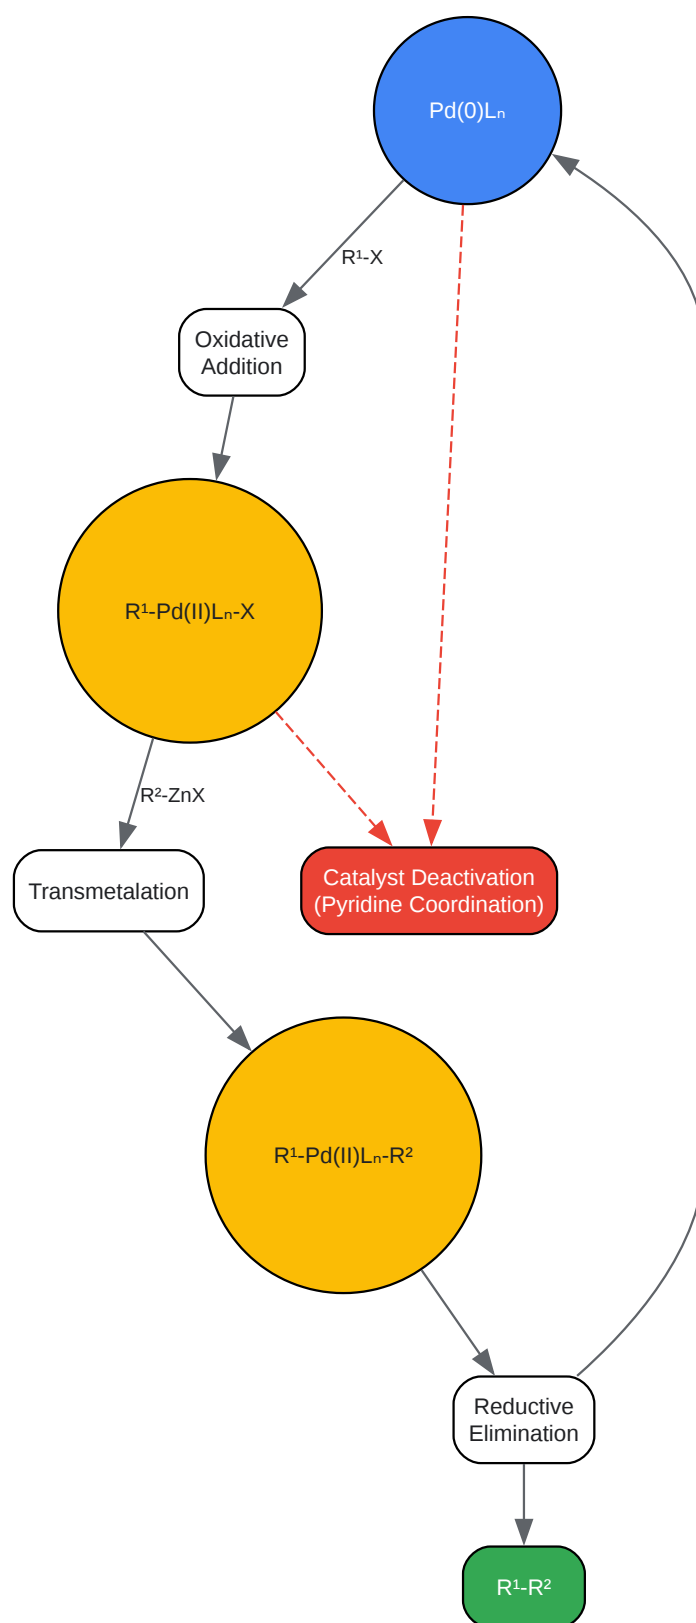 Pd(0)Lₙ
R¹-X
Oxidative
Addition
R¹-Pd(II)Lₙ-X
R²-ZnX
Transmetalation
Catalyst Deactivation
(Pyridine Coordination)
R¹-Pd(II)Lₙ-R²
Reductive
Elimination
R¹-R²